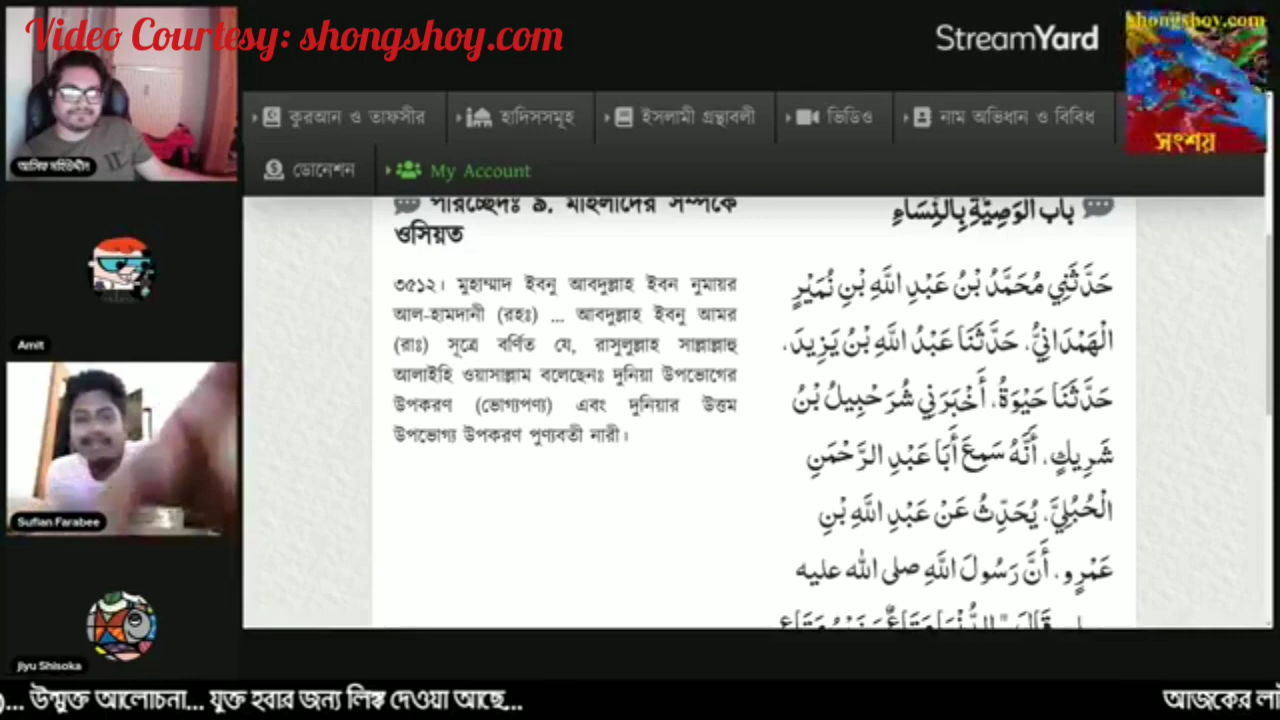 Video Courtesy: shongshoy.com
StreamYard
shongshoy.com
সংশয়
কুরআন ও তাফসীর
হাদিসসমূহ
ইসলামী গ্রন্থাবলী
ভিডিও
নাম অভিধান ও বিবিধ
ডোনেশন
My Account
আসিফ মহিউদ্দীন
Amit
Sufian Farabee
Jiyu Shisoka
পরিচ্ছেদঃ ৯. মহিলাদের সম্পর্কে
ওসিয়ত
৩৫১২। মুহাম্মাদ ইবনু আবদুল্লাহ ইবন নুমায়র
আল-হামদানী (রহঃ) ... আবদুল্লাহ ইবনু আমর
(রাঃ) সূত্রে বর্ণিত যে, রাসুলুল্লাহ সাল্লাল্লাহু
আলাইহি ওয়াসাল্লাম বলেছেনঃ দুনিয়া উপভোগের
উপকরণ (ভোগ্যপণ্য) এবং দুনিয়ার উত্তম
উপভোগ্য উপকরণ পুণ্যবতী নারী।
باب الْوَصِيَّةِ بِالنِّسَاءِ
حَدَّثَنِي مُحَمَّدُ بْنُ عَبْدِ اللَّهِ بْنِ نُمَيْرٍ
الْهَمْدَانِيُّ، حَدَّثَنَا عَبْدُ اللَّهِ بْنُ يَزِيدَ،
حَدَّثَنَا حَيْوَةُ، أَخْبَرَنِي شُرَحْبِيلُ بْنُ
شَرِيكٍ، أَنَّهُ سَمِعَ أَبَا عَبْدِ الرَّحْمَنِ
الْحُبُلِيَّ، يُحَدِّثُ عَنْ عَبْدِ اللَّهِ بْنِ
عَمْرٍو، أَنَّ رَسُولَ اللَّهِ صلى الله عليه
... উন্মুক্ত আলোচনা... যুক্ত হবার জন্য লিঙ্ক দেওয়া আছে...
আজকের